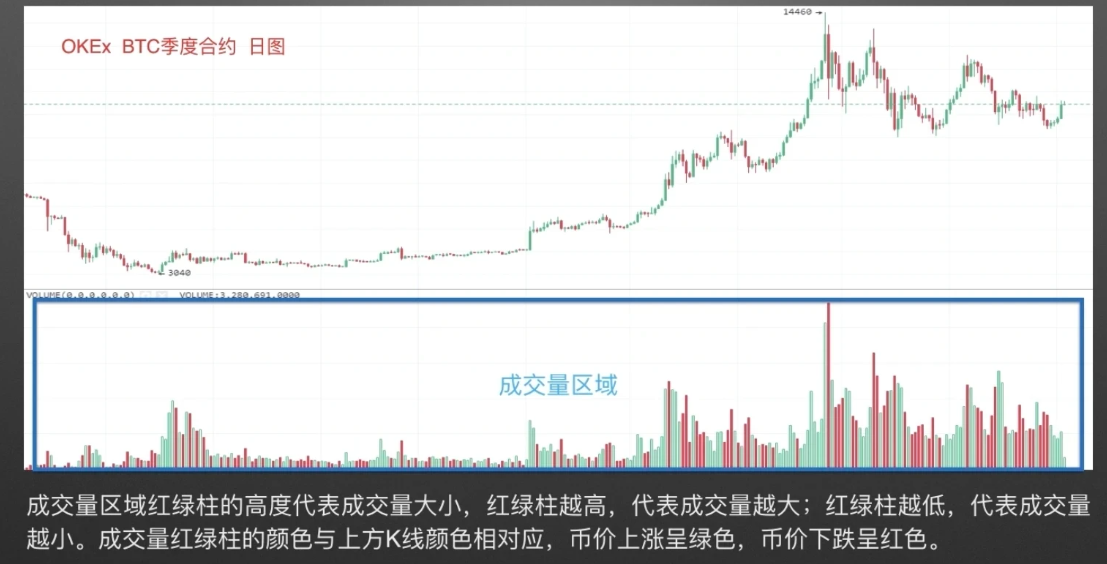 14460
OKEx BTC季度合约 日图
3040
VOLUME(0,0,0,0,0,0) VOLUME:3,280,691.0000
成交量区域
成交量区域红绿柱的高度代表成交量大小，红绿柱越高，代表成交量越大；红绿柱越低，代表成交量
越小。成交量红绿柱的颜色与上方K线颜色相对应，币价上涨呈绿色，币价下跌呈红色。